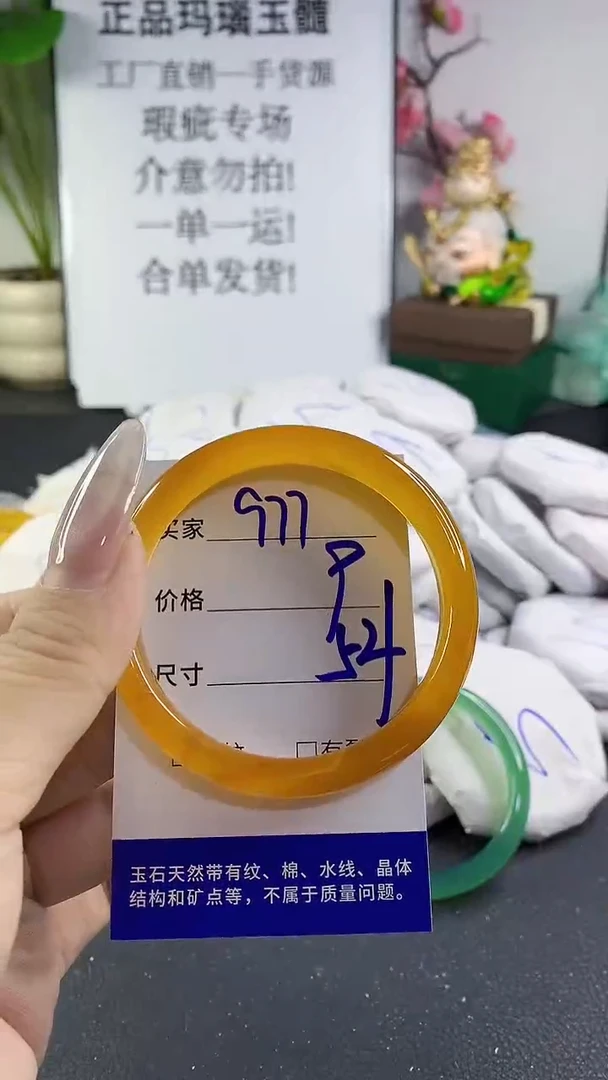 正品玛瑙玉髓
工厂直销一手货源
瑕疵专场
介意勿拍!
一单一运!
合单发货!
买家 977
价格
尺寸 54
玉石天然带有纹、棉、水线、晶体
结构和矿点等，不属于质量问题。